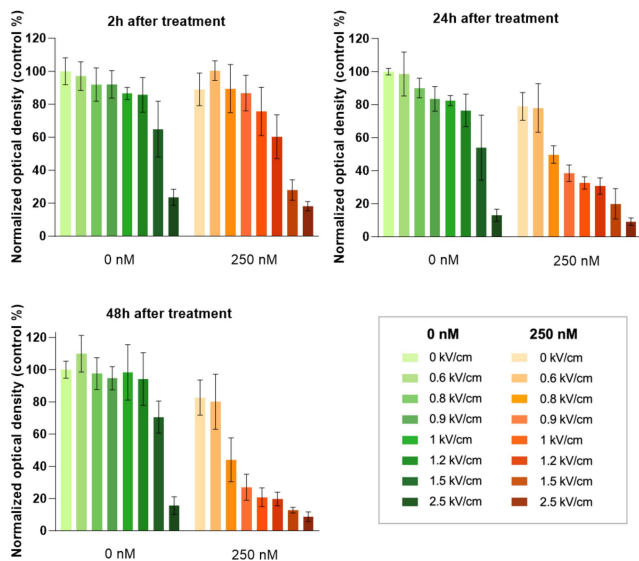 2h after treatment
Normalized optical density (control %)
120
100
80
60
40
20
0
0 nM
250 nM
24h after treatment
Normalized optical density (control %)
120
100
80
60
40
20
0
0 nM
250 nM
48h after treatment
Normalized optical density (control %)
120
100
80
60
40
20
0
0 nM
250 nM
0 nM 250 nM
0 kV/cm 0 kV/cm
0.6 kV/cm 0.6 kV/cm
0.8 kV/cm 0.8 kV/cm
0.9 kV/cm 0.9 kV/cm
1 kV/cm 1 kV/cm
1.2 kV/cm 1.2 kV/cm
1.5 kV/cm 1.5 kV/cm
2.5 kV/cm 2.5 kV/cm